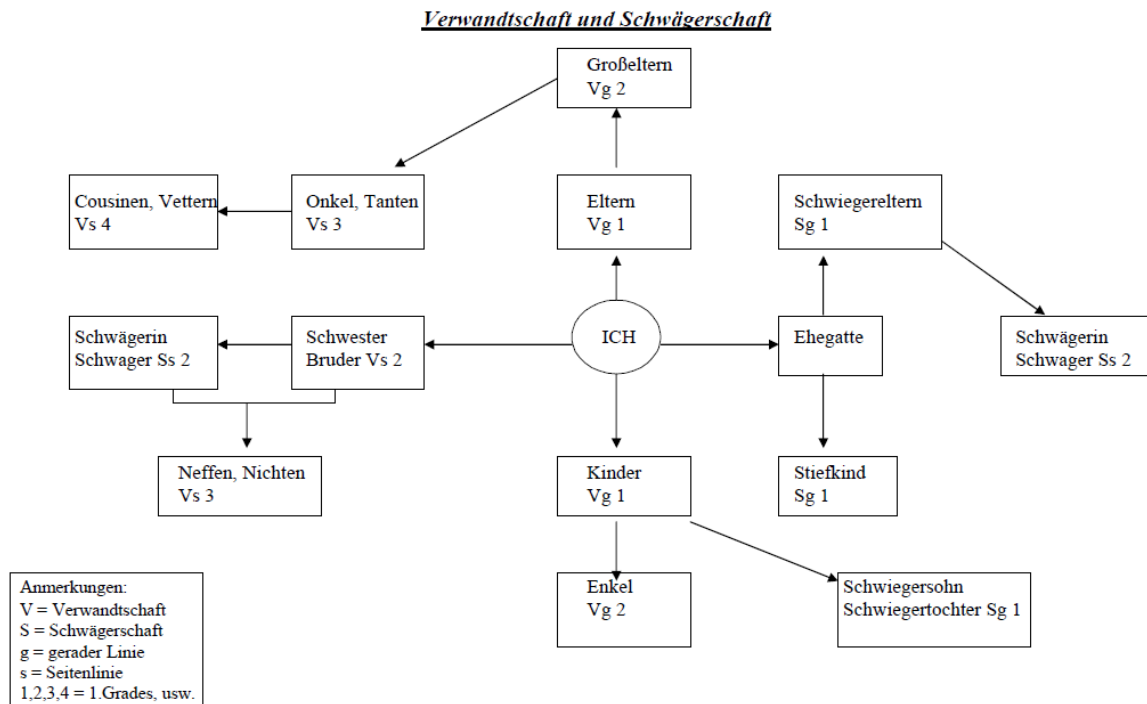 Verwandtschaft und Schwägerschaft
Großeltern
Vg 2
Cousinen, Vettern
Vs 4
Onkel, Tanten
Vs 3
Eltern
Vg 1
Schwiegereltern
Sg 1
Schwägerin
Schwager Ss 2
Schwester
Bruder Vs 2
ICH
Ehegatte
Schwägerin
Schwager Ss 2
Neffen, Nichten
Vs 3
Kinder
Vg 1
Stiefkind
Sg 1
Enkel
Vg 2
Schwiegersohn
Schwiegertochter Sg 1
Anmerkungen:
V = Verwandtschaft
S = Schwägerschaft
g = gerader Linie
s = Seitenlinie
1,2,3,4 = 1.Grades, usw.